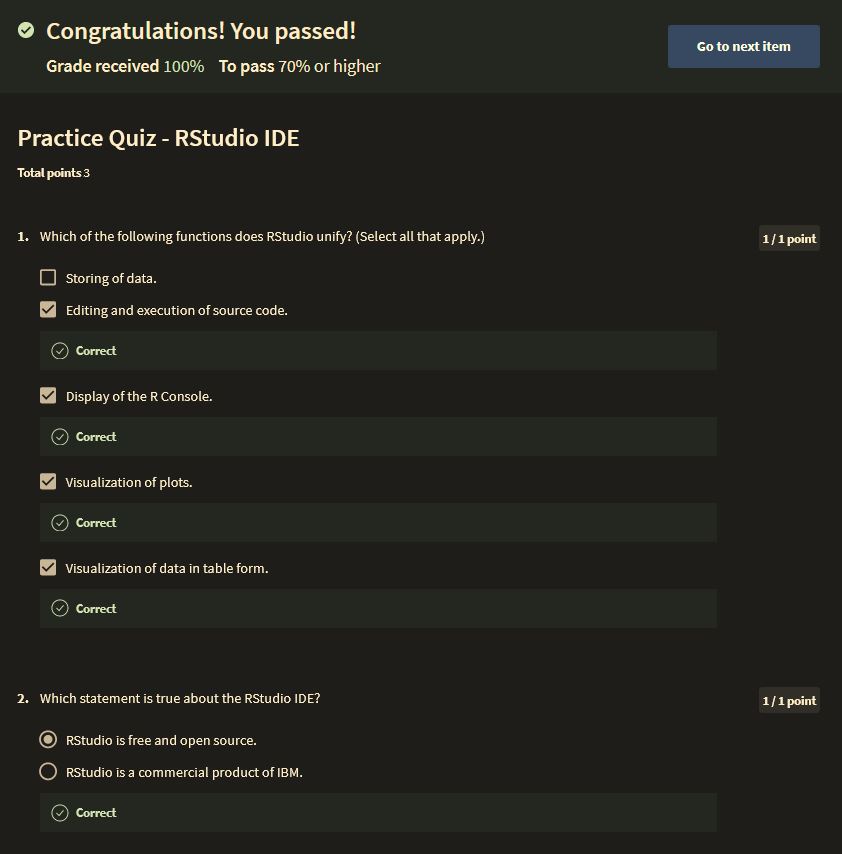 Congratulations! You passed!
Grade received 100% To pass 70% or higher
Go to next item
Practice Quiz - RStudio IDE
Total points 3
1. Which of the following functions does RStudio unify? (Select all that apply.)
1 / 1 point
Storing of data.
Editing and execution of source code.
Correct
Display of the R Console.
Correct
Visualization of plots.
Correct
Visualization of data in table form.
Correct
2. Which statement is true about the RStudio IDE?
1 / 1 point
RStudio is free and open source.
RStudio is a commercial product of IBM.
Correct